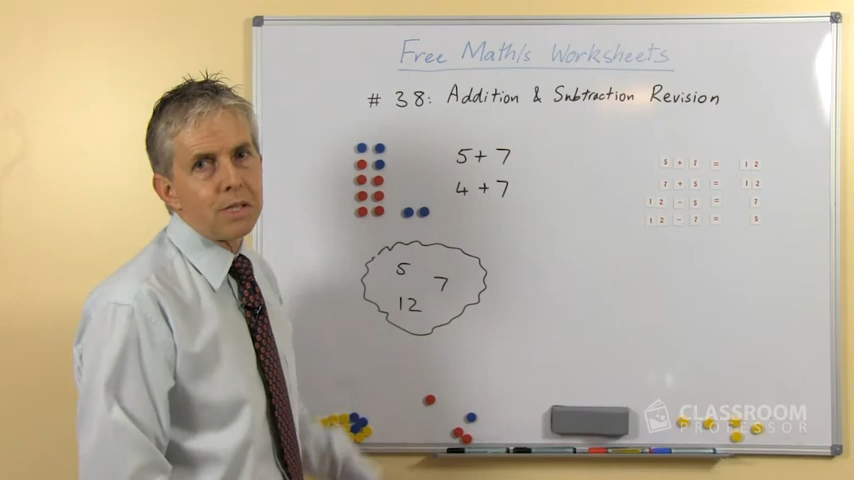 Free Math/s Worksheets
# 38: Addition & Subtraction Revision
5 + 7
4 + 7
5
7
12
5 + 7 = 12
7 + 5 = 12
12 - 5 = 7
12 - 7 = 5
CLASSROOM
PROFESSOR